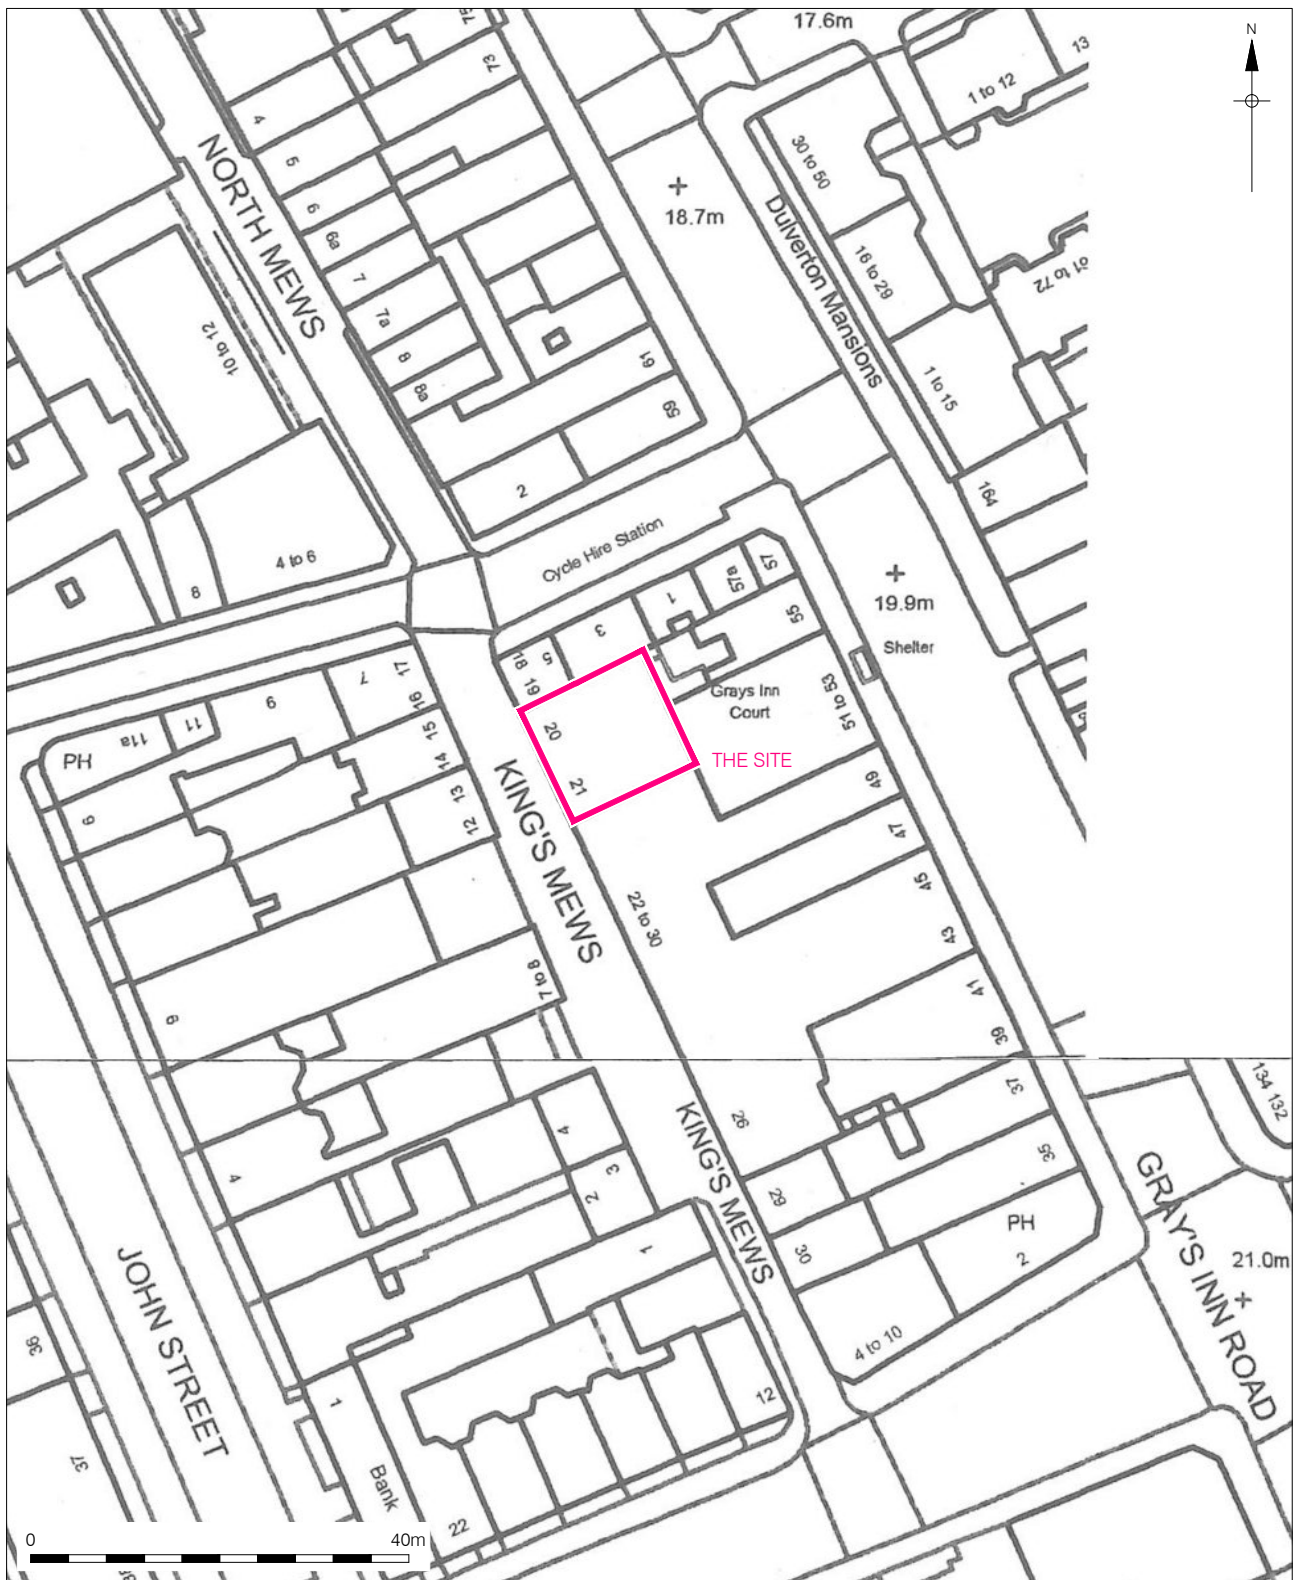 17.6m
N
75
73
13
1 to 12
4
5
6
6a
7
7a
8
8a
NORTH MEWS
30 to 50
18.7m
Dulverton Mansions
16 to 29
61 to 72
10 to 12
1 to 15
61
59
2
164
Cycle Hire Station
4 to 6
8
57
57a
1
3
5
18
19
55
19.9m
Shelter
17
16
15
14
13
12
7
9
11
11a
PH
6
Grays Inn
Court
51 to 53
20
21
THE SITE
KING'S MEWS
49
47
45
43
41
39
37
35
22 to 30
7 to 8
9
134 132
26
KING'S MEWS
4
3
2
4
1
29
30
PH
2
GRAY'S INN ROAD
21.0m
JOHN STREET
36
4 to 10
1
12
37
Bank
22
0
40m